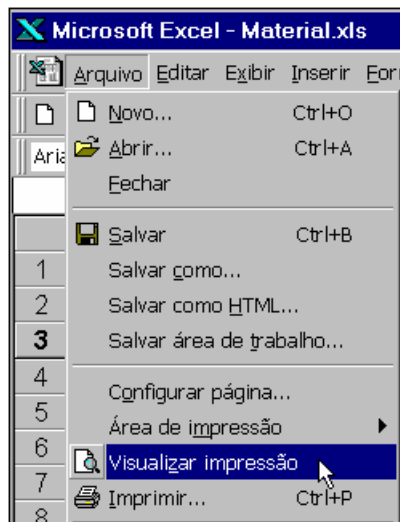 Microsoft Excel - Material.xls
Arquivo Editar Exibir Inserir
Novo... Ctrl+O
Abrir... Ctrl+A
Fechar
Salvar Ctrl+B
1 Salvar como...
2 Salvar como HTML...
3 Salvar área de trabalho...
4
Configurar página...
5
Área de impressão
6
Visualizar impressão
7
Imprimir... Ctrl+P
8